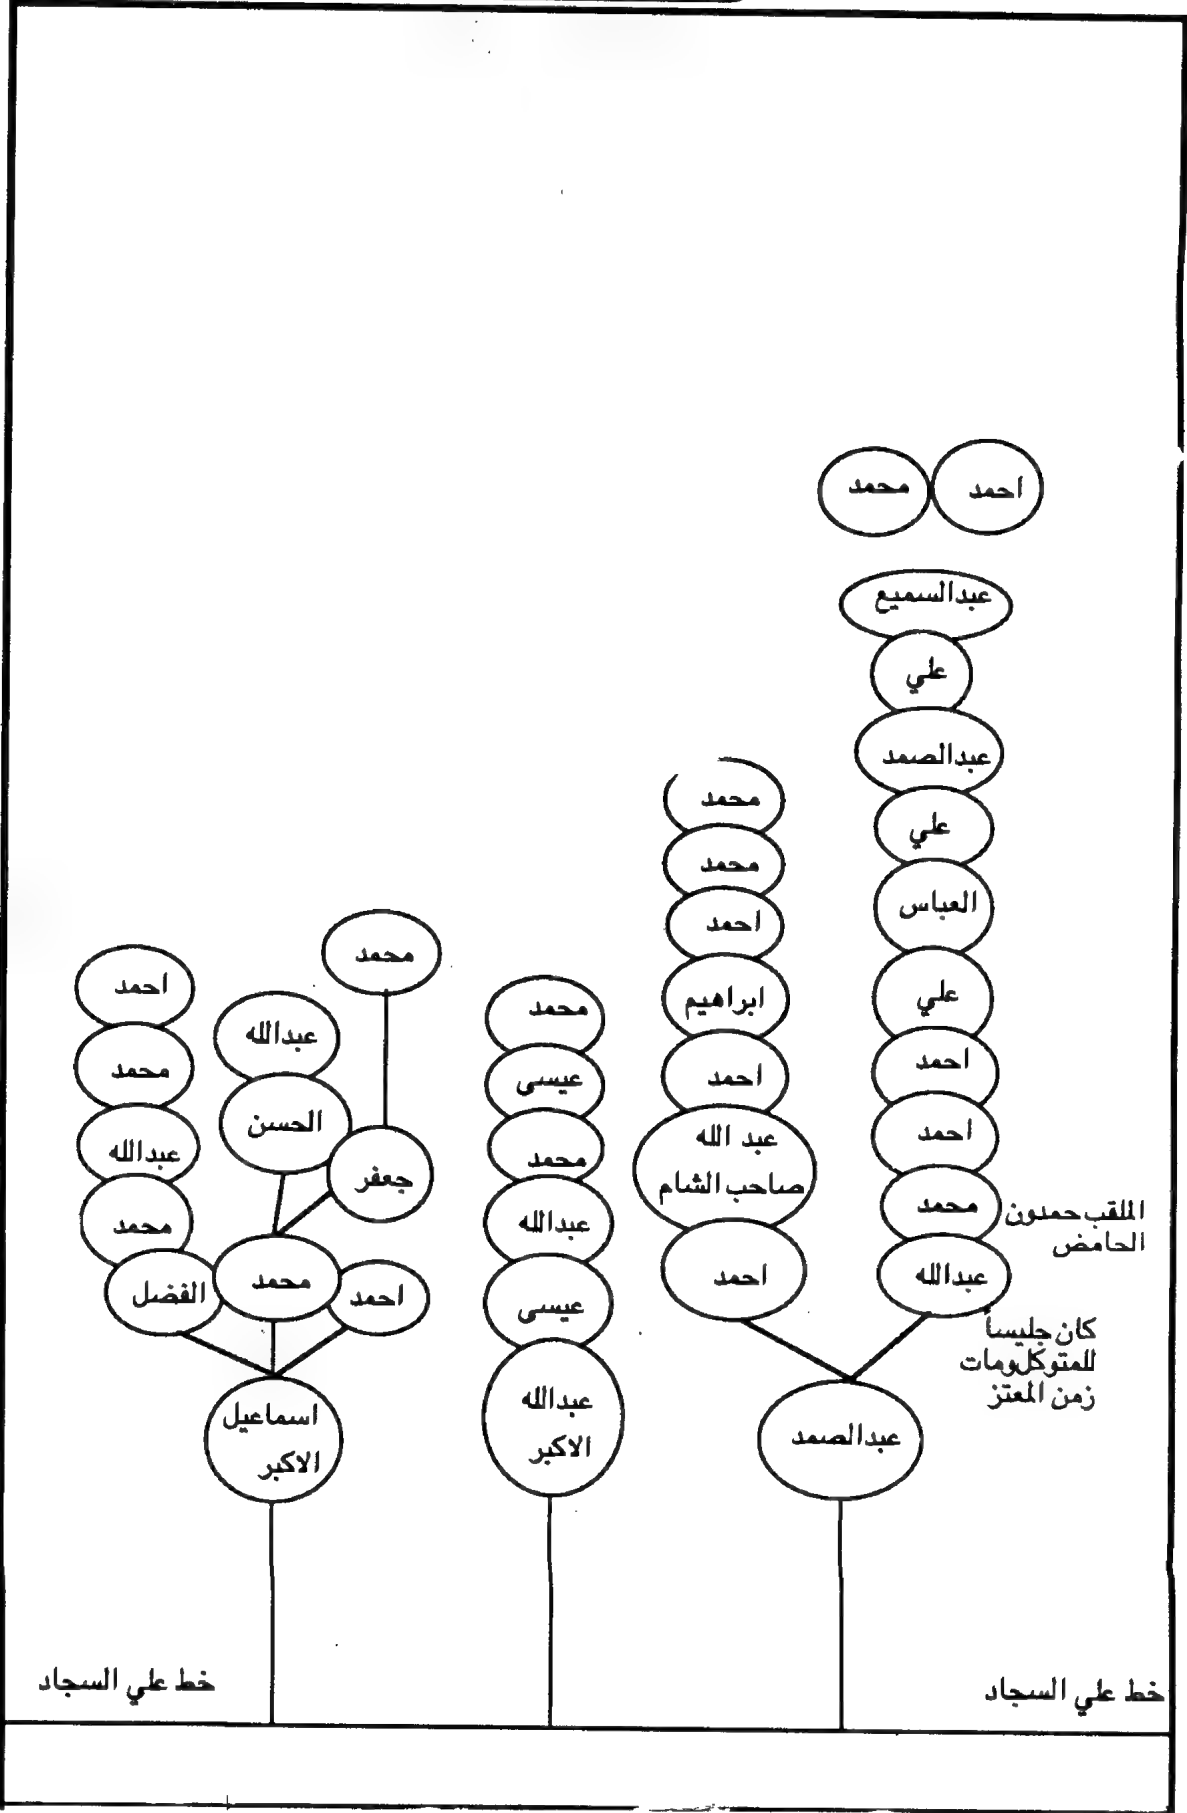 احمد
محمد
عبدالسميع
علي
عبدالصمد
علي
العباس
علي
احمد
احمد
محمد
الملقب حمدون
الحامض
عبدالله
كان جليساً
للمتوكل ومات
زمن المعتز
محمد
محمد
احمد
ابراهيم
احمد
عبد الله
صاحب الشام
احمد
عبدالصمد
محمد
عيسى
محمد
عبدالله
عيسى
عبدالله
الاكبر
محمد
جعفر
احمد
عبدالله
الحسن
محمد
احمد
محمد
عبدالله
محمد
الفضل
اسماعيل
الاكبر
خط علي السجاد
خط علي السجاد